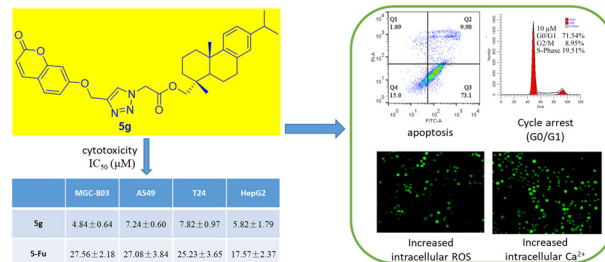 O
O
O
N
N=N
O
O
H
5g
cytotoxicity
IC50 (μM)
MGC-803 A549 T24 HepG2
5g 4.84±0.64 7.24±0.60 7.82±0.97 5.82±1.79
5-Fu 27.56±2.18 27.08±3.84 25.23±3.65 17.57±2.37
Q1
1.89
Q2
9.98
Q4
15.0
Q3
73.1
FITC-A
apoptosis
10 μM
G0/G1 71.54%
G2/M 8.95%
S-Phase 19.51%
Cycle arrest
(G0/G1)
Increased
intracellular ROS
Increased
intracellular Ca²⁺